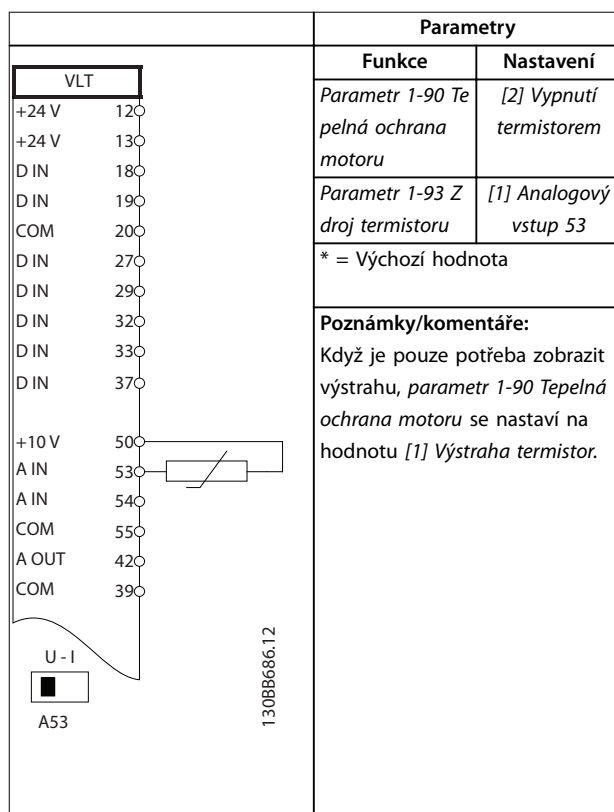 Parametry
Funkce Nastavení
Parametr 1-90 Te
pelná ochrana
motoru
[2] Vypnutí
termistorem
Parametr 1-93 Z
droj termistoru
[1] Analogový
vstup 53
* = Výchozí hodnota
Poznámky/komentáře:
Když je pouze potřeba zobrazit
výstrahu, parametr 1-90 Tepelná
ochrana motoru se nastaví na
hodnotu [1] Výstraha termistor.
VLT
+24 V 12
+24 V 13
D IN 18
D IN 19
COM 20
D IN 27
D IN 29
D IN 32
D IN 33
D IN 37
+10 V 50
A IN 53
A IN 54
COM 55
A OUT 42
COM 39
U - I
A53
130BB686.12